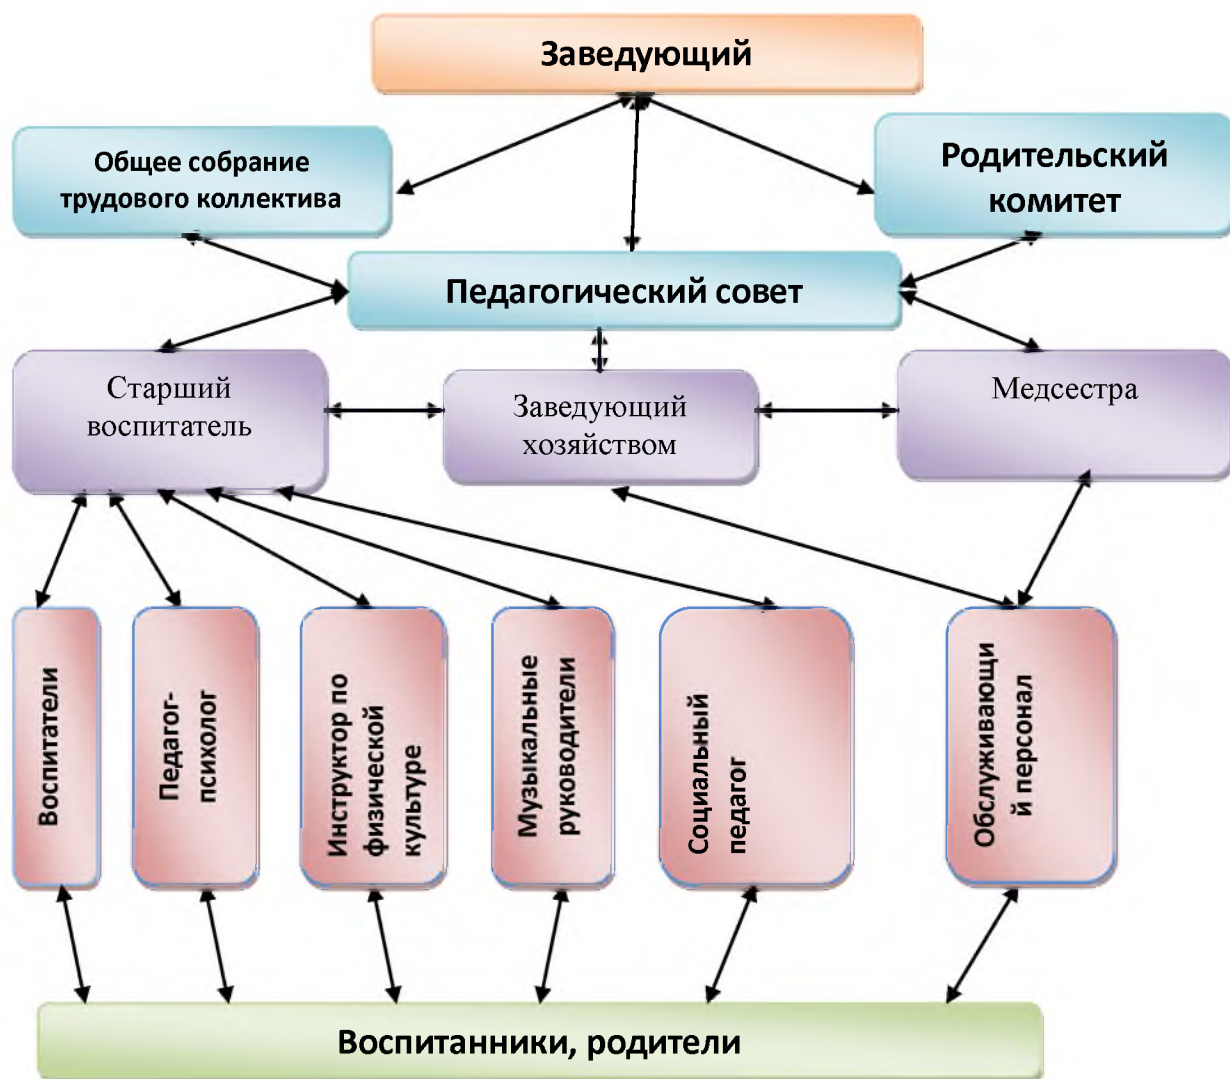 Заведующий
Общее собрание
трудового коллектива
Родительский
комитет
Педагогический совет
Старший
воспитатель
Заведующий
хозяйством
Медсестра
Воспитатели
Педагог-
психолог
Инструктор по
физической
культуре
Музыкальные
руководители
Социальный
педагог
Обслуживающи
й персонал
Воспитанники, родители